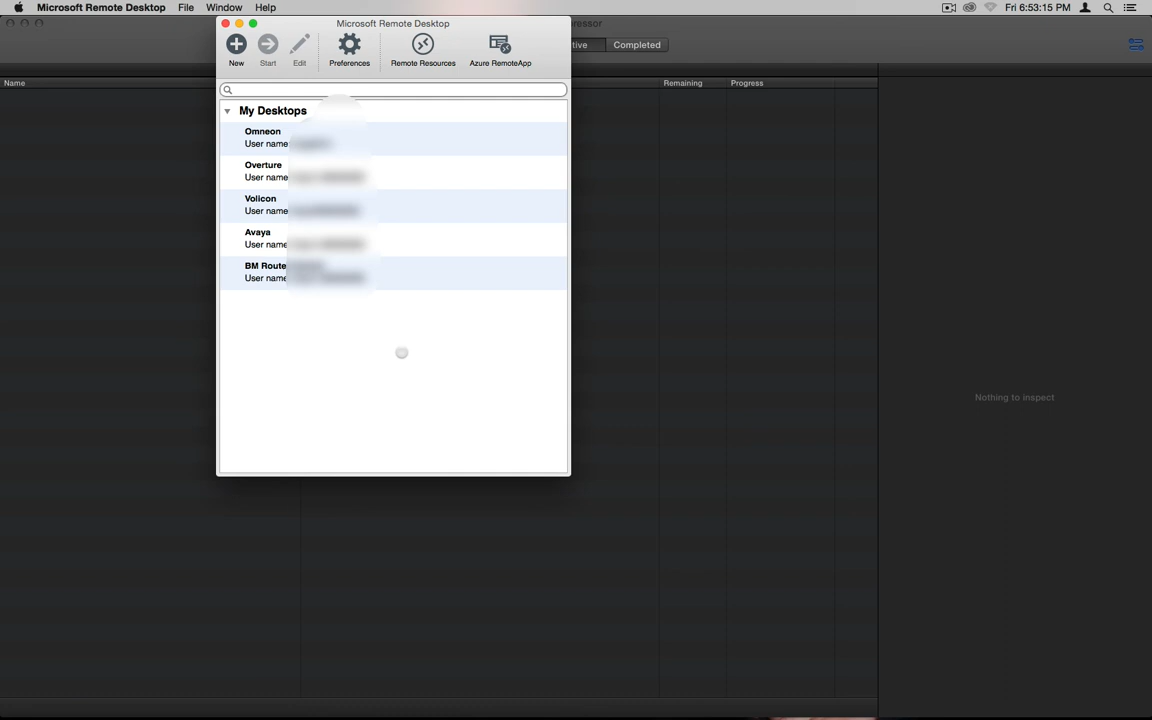 Microsoft Remote Desktop File Window Help Fri 6:53:15 PM
Microsoft Remote Desktop
Completed
New Start Edit Preferences Remote Resources Azure RemoteApp
Name Remaining Progress
My Desktops
Omneon
User name
Overture
User name
Volicon
User name
Avaya
User name
BM Route
User name
Nothing to inspect